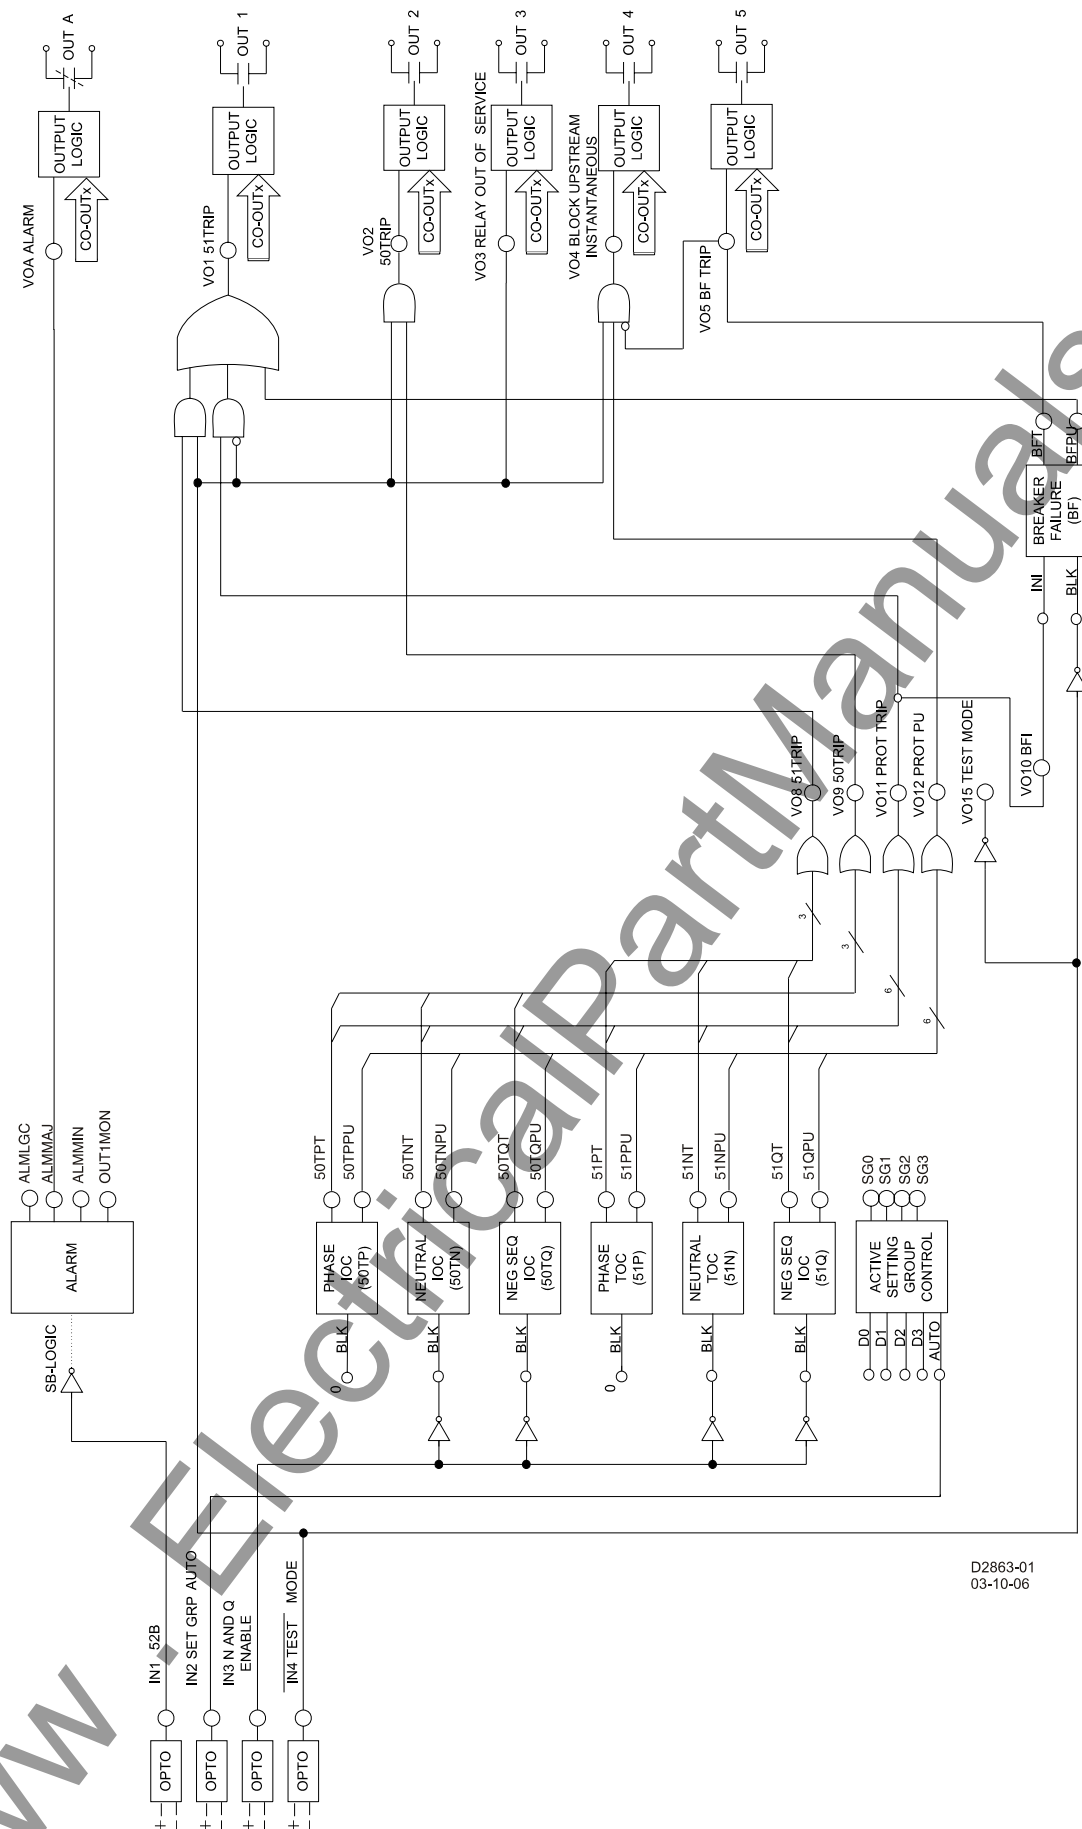 OUT A
OUT 1
OUT 2
OUT 3
OUT 4
OUT 5
OUTPUT
LOGIC
OUTPUT
LOGIC
OUTPUT
LOGIC
OUTPUT
LOGIC
OUTPUT
LOGIC
OUTPUT
LOGIC
CO-OUTx
CO-OUTx
CO-OUTx
CO-OUTx
CO-OUTx
CO-OUTx
VOA ALARM
VO1 51TRIP
VO2
50TRIP
VO3 RELAY OUT OF SERVICE
VO4 BLOCK UPSTREAM
INSTANTANEOUS
VO5 BF TRIP
BFT
BFPU
BREAKER
FAILURE
(BF)
INI
BLK
VO8 51TRIP
VO9 50TRIP
VO11 PROT TRIP
VO12 PROT PU
VO15 TEST MODE
VO10 BFI
3
3
6
6
ALMLGC
ALMMAJ
ALMMIN
OUT1MON
ALARM
SB-LOGIC
50TPT
50TPPU
50TNT
50TNPU
50TQT
50TQPU
51PT
51PPU
51NT
51NPU
51QT
51QPU
SG0
SG1
SG2
SG3
PHASE
IOC
(50TP)
NEUTRAL
IOC
(50TN)
NEG SEQ
IOC
(50TQ)
PHASE
TOC
(51P)
NEUTRAL
TOC
(51N)
NEG SEQ
IOC
(51Q)
ACTIVE
SETTING
GROUP
CONTROL
BLK
BLK
BLK
BLK
BLK
BLK
0
0
D0
D1
D2
D3
AUTO
IN1 52B
IN2 SET GRP AUTO
IN3 N AND Q
ENABLE
IN4 TEST MODE
OPTO
OPTO
OPTO
OPTO
+
+
+
+
D2863-01
03-10-06
w . ElectricalPartManuals